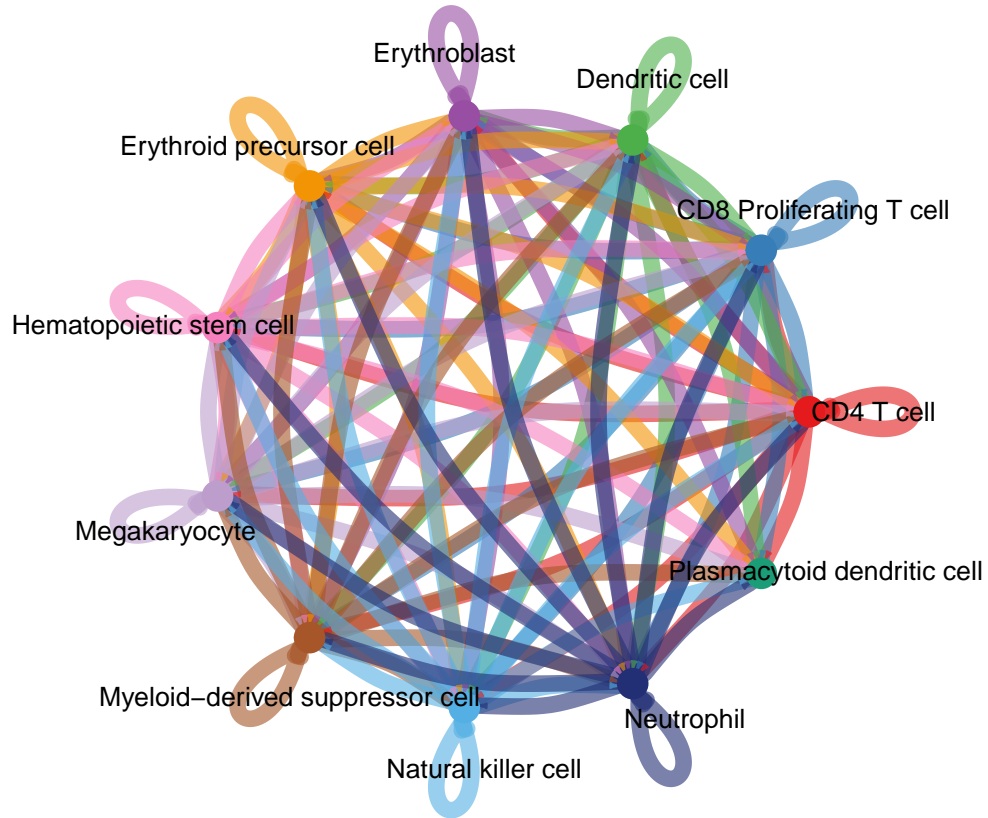 Erythroblast
Dendritic cell
Erythroid precursor cell
CD8 Proliferating T cell
Hematopoietic stem cell
CD4 T cell
Megakaryocyte
Plasmacytoid dendritic cell
Myeloid−derived suppressor cell
Neutrophil
Natural killer cell